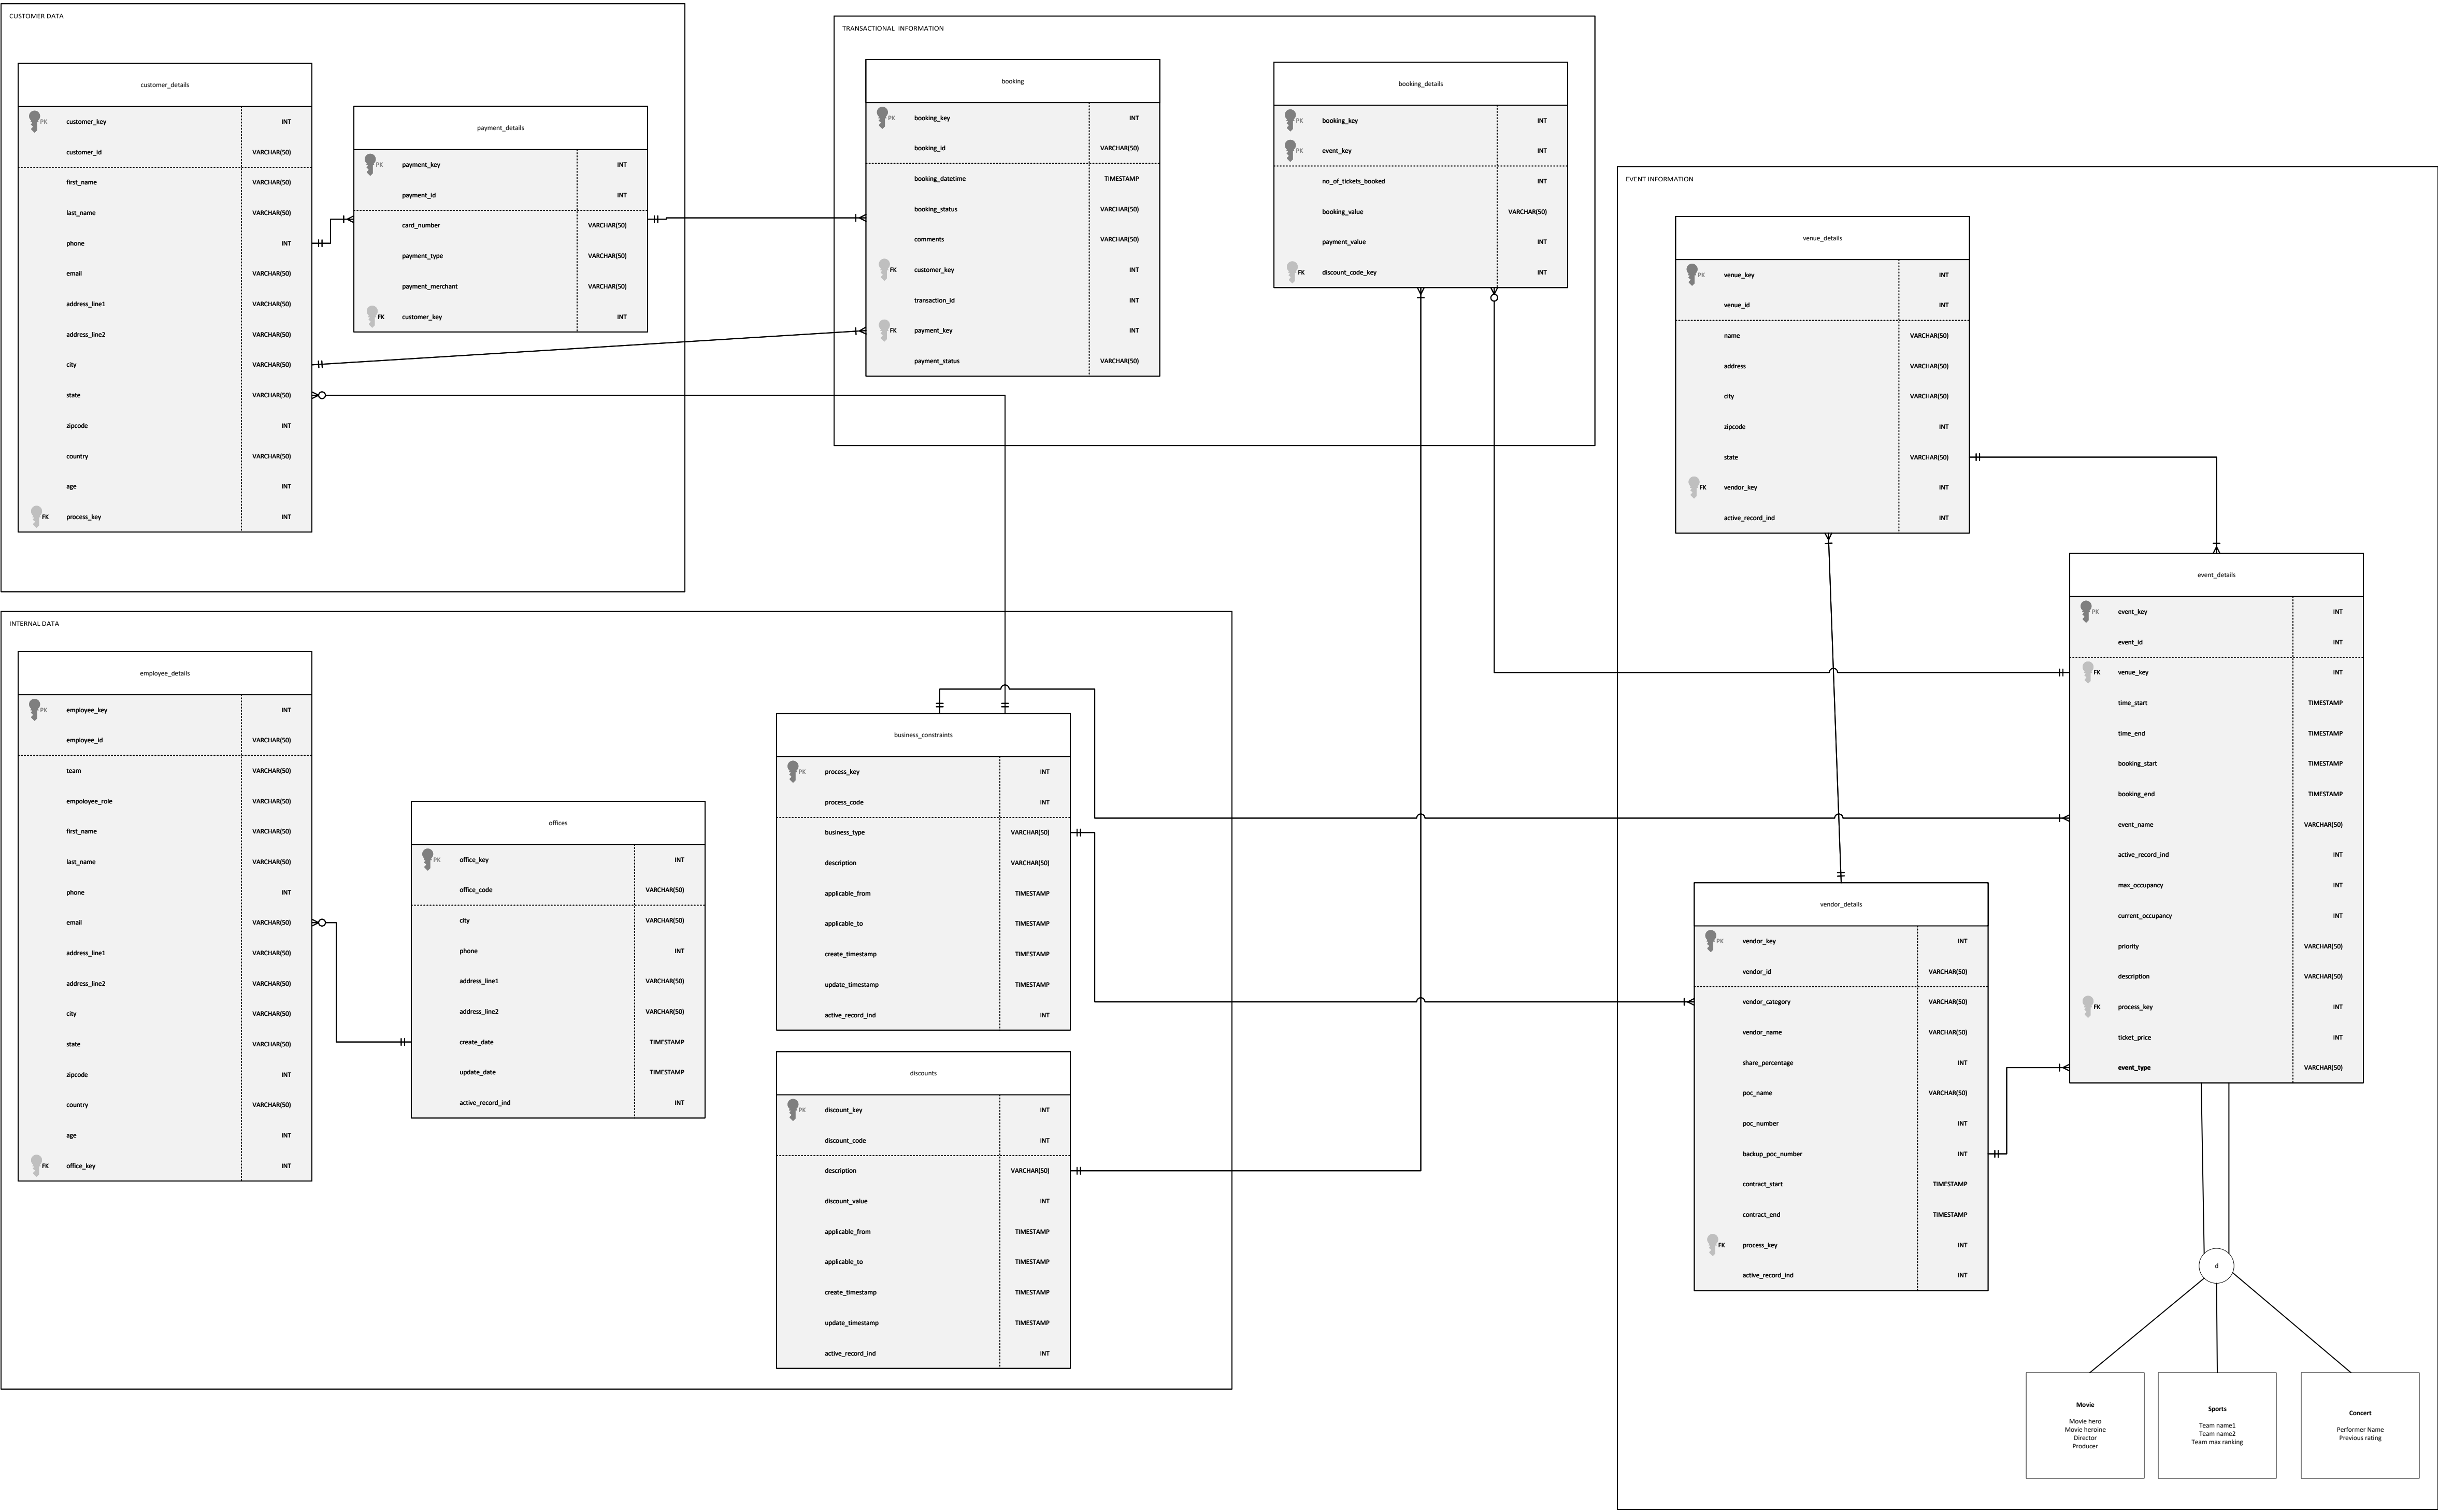 CUSTOMER DATA
customer_details
PK customer_key INT
customer_id VARCHAR(50)
first_name VARCHAR(50)
last_name VARCHAR(50)
phone INT
email VARCHAR(50)
address_line1 VARCHAR(50)
address_line2 VARCHAR(50)
city VARCHAR(50)
state VARCHAR(50)
zipcode INT
country VARCHAR(50)
age INT
FK process_key INT
payment_details
PK payment_key INT
payment_id INT
card_number VARCHAR(50)
payment_type VARCHAR(50)
payment_merchant VARCHAR(50)
FK customer_key INT
TRANSACTIONAL INFORMATION
booking
PK booking_key INT
booking_id VARCHAR(50)
booking_datetime TIMESTAMP
booking_status VARCHAR(50)
comments VARCHAR(50)
FK customer_key INT
transaction_id INT
FK payment_key INT
payment_status VARCHAR(50)
booking_details
PK booking_key INT
PK event_key INT
no_of_tickets_booked INT
booking_value VARCHAR(50)
payment_value INT
FK discount_code_key INT
EVENT INFORMATION
venue_details
PK venue_key INT
venue_id INT
name VARCHAR(50)
address VARCHAR(50)
city VARCHAR(50)
zipcode INT
state VARCHAR(50)
FK vendor_key INT
active_record_ind INT
event_details
PK event_key INT
event_id INT
FK venue_key INT
time_start TIMESTAMP
time_end TIMESTAMP
booking_start TIMESTAMP
booking_end TIMESTAMP
event_name VARCHAR(50)
active_record_ind INT
max_occupancy INT
current_occupancy INT
priority VARCHAR(50)
description VARCHAR(50)
FK process_key INT
ticket_price INT
event_type VARCHAR(50)
vendor_details
PK vendor_key INT
vendor_id VARCHAR(50)
vendor_category VARCHAR(50)
vendor_name VARCHAR(50)
share_percentage INT
poc_name VARCHAR(50)
poc_number INT
backup_poc_number INT
contract_start TIMESTAMP
contract_end TIMESTAMP
FK process_key INT
active_record_ind INT
d
Movie
Movie hero
Movie heroine
Director
Producer
Sports
Team name1
Team name2
Team max ranking
Concert
Performer Name
Previous rating
INTERNAL DATA
employee_details
PK employee_key INT
employee_id VARCHAR(50)
team VARCHAR(50)
empoloyee_role VARCHAR(50)
first_name VARCHAR(50)
last_name VARCHAR(50)
phone INT
email VARCHAR(50)
address_line1 VARCHAR(50)
address_line2 VARCHAR(50)
city VARCHAR(50)
state VARCHAR(50)
zipcode INT
country VARCHAR(50)
age INT
FK office_key INT
offices
PK office_key INT
office_code VARCHAR(50)
city VARCHAR(50)
phone INT
address_line1 VARCHAR(50)
address_line2 VARCHAR(50)
create_date TIMESTAMP
update_date TIMESTAMP
active_record_ind INT
business_constraints
PK process_key INT
process_code INT
business_type VARCHAR(50)
description VARCHAR(50)
applicable_from TIMESTAMP
applicable_to TIMESTAMP
create_timestamp TIMESTAMP
update_timestamp TIMESTAMP
active_record_ind INT
discounts
PK discount_key INT
discount_code INT
description VARCHAR(50)
discount_value INT
applicable_from TIMESTAMP
applicable_to TIMESTAMP
create_timestamp TIMESTAMP
update_timestamp TIMESTAMP
active_record_ind INT